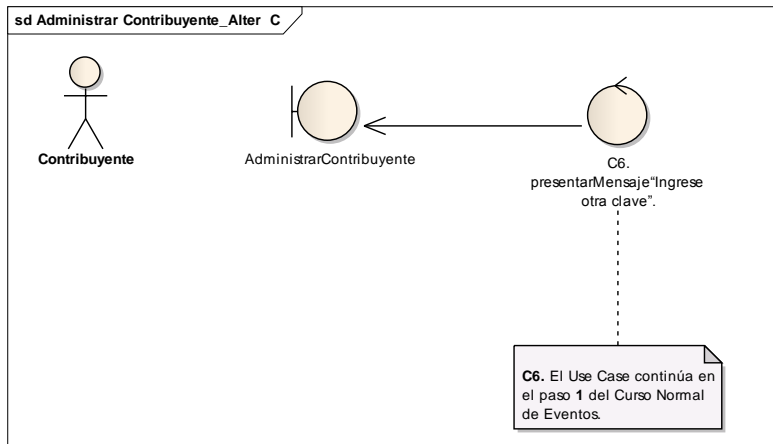 sd Administrar Contribuyente_Alter C
Contribuyente
AdministrarContribuyente
C6.
presentarMensaje“Ingrese
otra clave”.
C6. El Use Case continúa en
el paso 1 del Curso Normal
de Eventos.